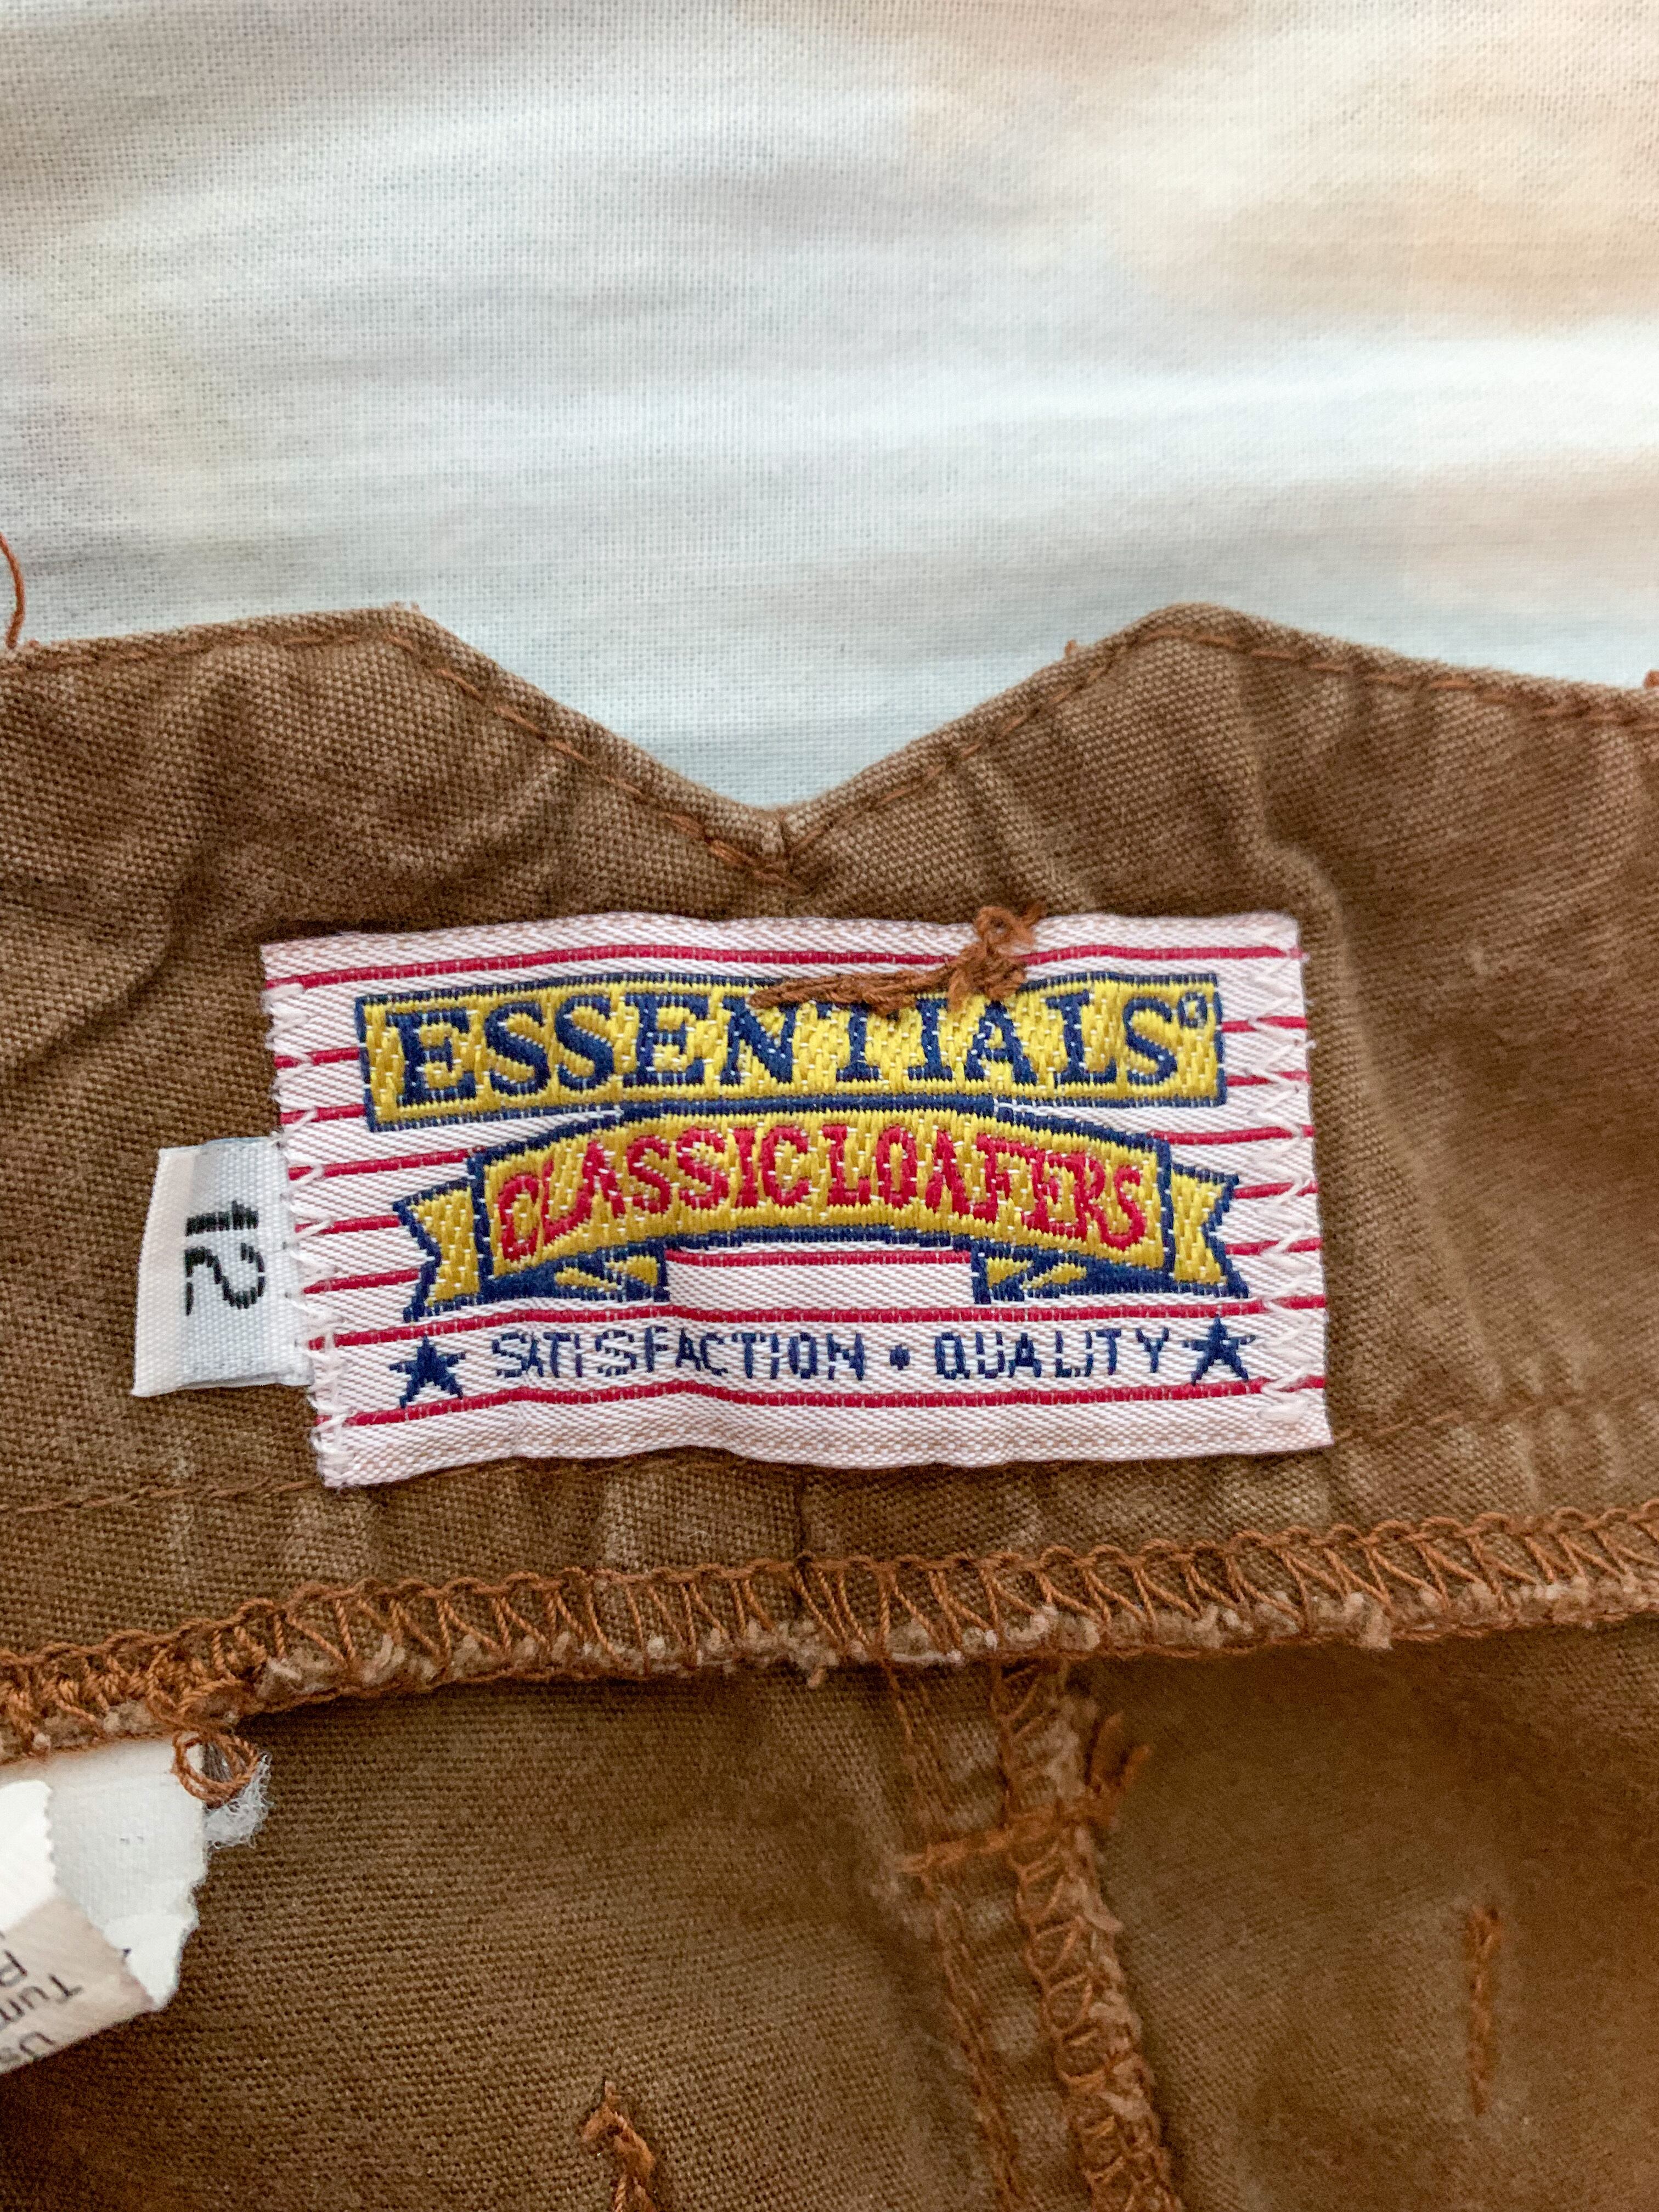 ESSENTIALS®
CLASSIC LOAFERS
★ SATISFACTION • QUALITY ★
12